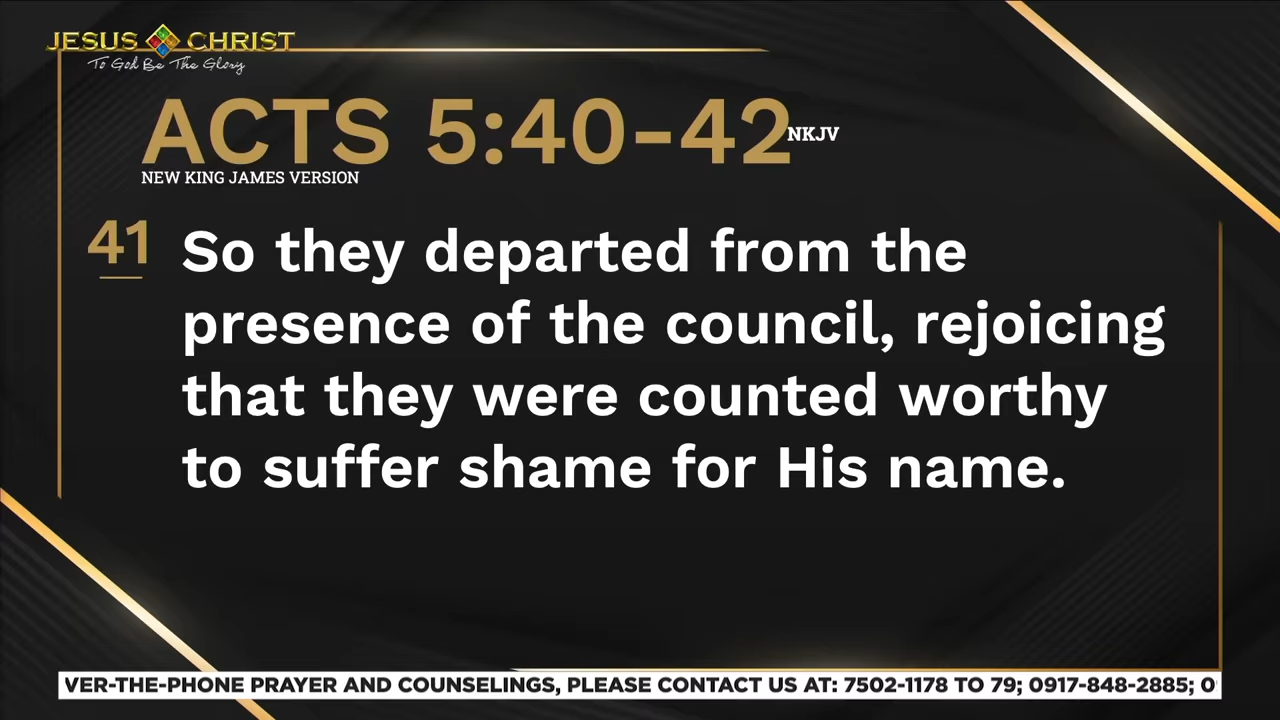 JESUS CHRIST
To God Be The Glory
ACTS 5:40-42 NKJV
NEW KING JAMES VERSION
41 So they departed from the
presence of the council, rejoicing
that they were counted worthy
to suffer shame for His name.
VER-THE-PHONE PRAYER AND COUNSELINGS, PLEASE CONTACT US AT: 7502-1178 TO 79; 0917-848-2885; 0